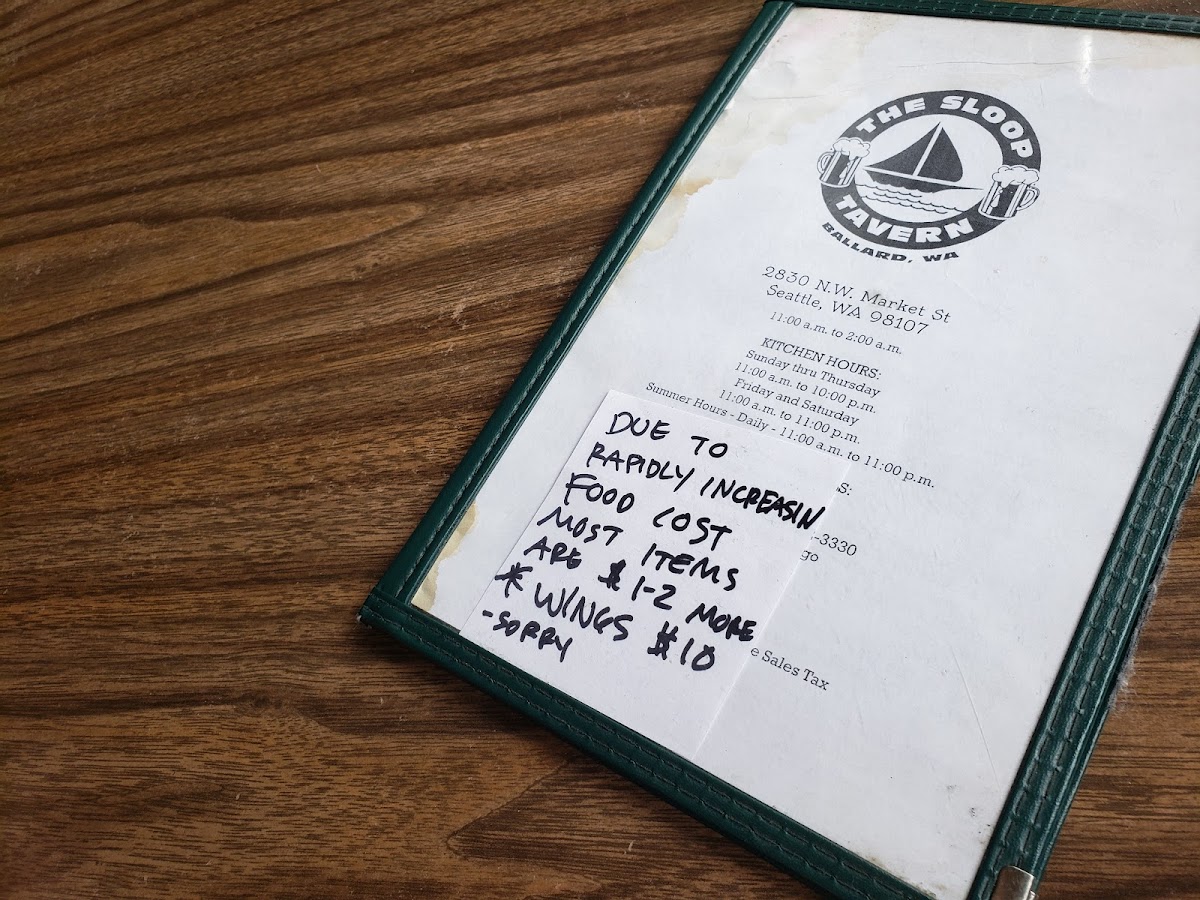 THE SLOOP
TAVERN
BALLARD, WA
2830 N.W. Market St
Seattle, WA 98107
11:00 a.m. to 2:00 a.m.
KITCHEN HOURS:
Sunday thru Thursday
11:00 a.m. to 10:00 p.m.
Friday and Saturday
11:00 a.m. to 11:00 p.m.
Summer Hours - Daily - 11:00 a.m. to 11:00 p.m.
S:
-3330
go
e Sales Tax
DUE TO
RAPIDLY INCREASIN
FOOD COST
MOST ITEMS
ARE $1-2 MORE
* WINGS $10
-SORRY